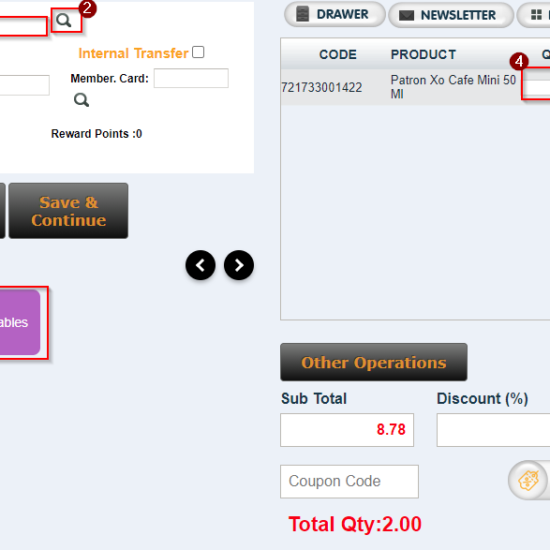 2
Internal Transfer
Member. Card:
Reward Points :0
Save &
Continue
ables
DRAWER
NEWSLETTER
CODE PRODUCT Q
4
721733001422 Patron Xo Cafe Mini 50
Ml
Other Operations
Sub Total Discount (%)
8.78
Coupon Code
Total Qty:2.00